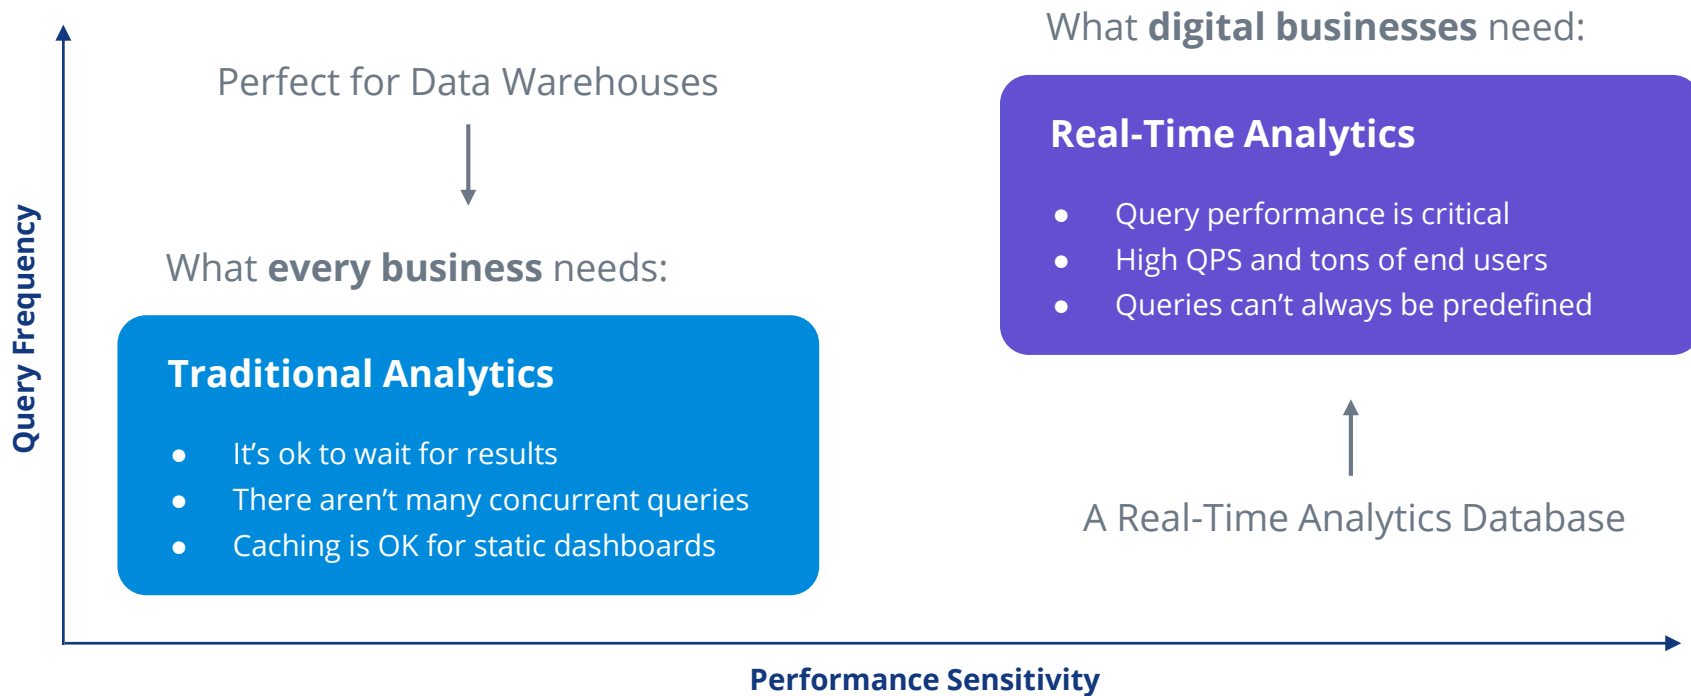 Query Frequency
Perfect for Data Warehouses
What every business needs:
Traditional Analytics
● It’s ok to wait for results
● There aren’t many concurrent queries
● Caching is OK for static dashboards
What digital businesses need:
Real-Time Analytics
● Query performance is critical
● High QPS and tons of end users
● Queries can’t always be predefined
A Real-Time Analytics Database
Performance Sensitivity